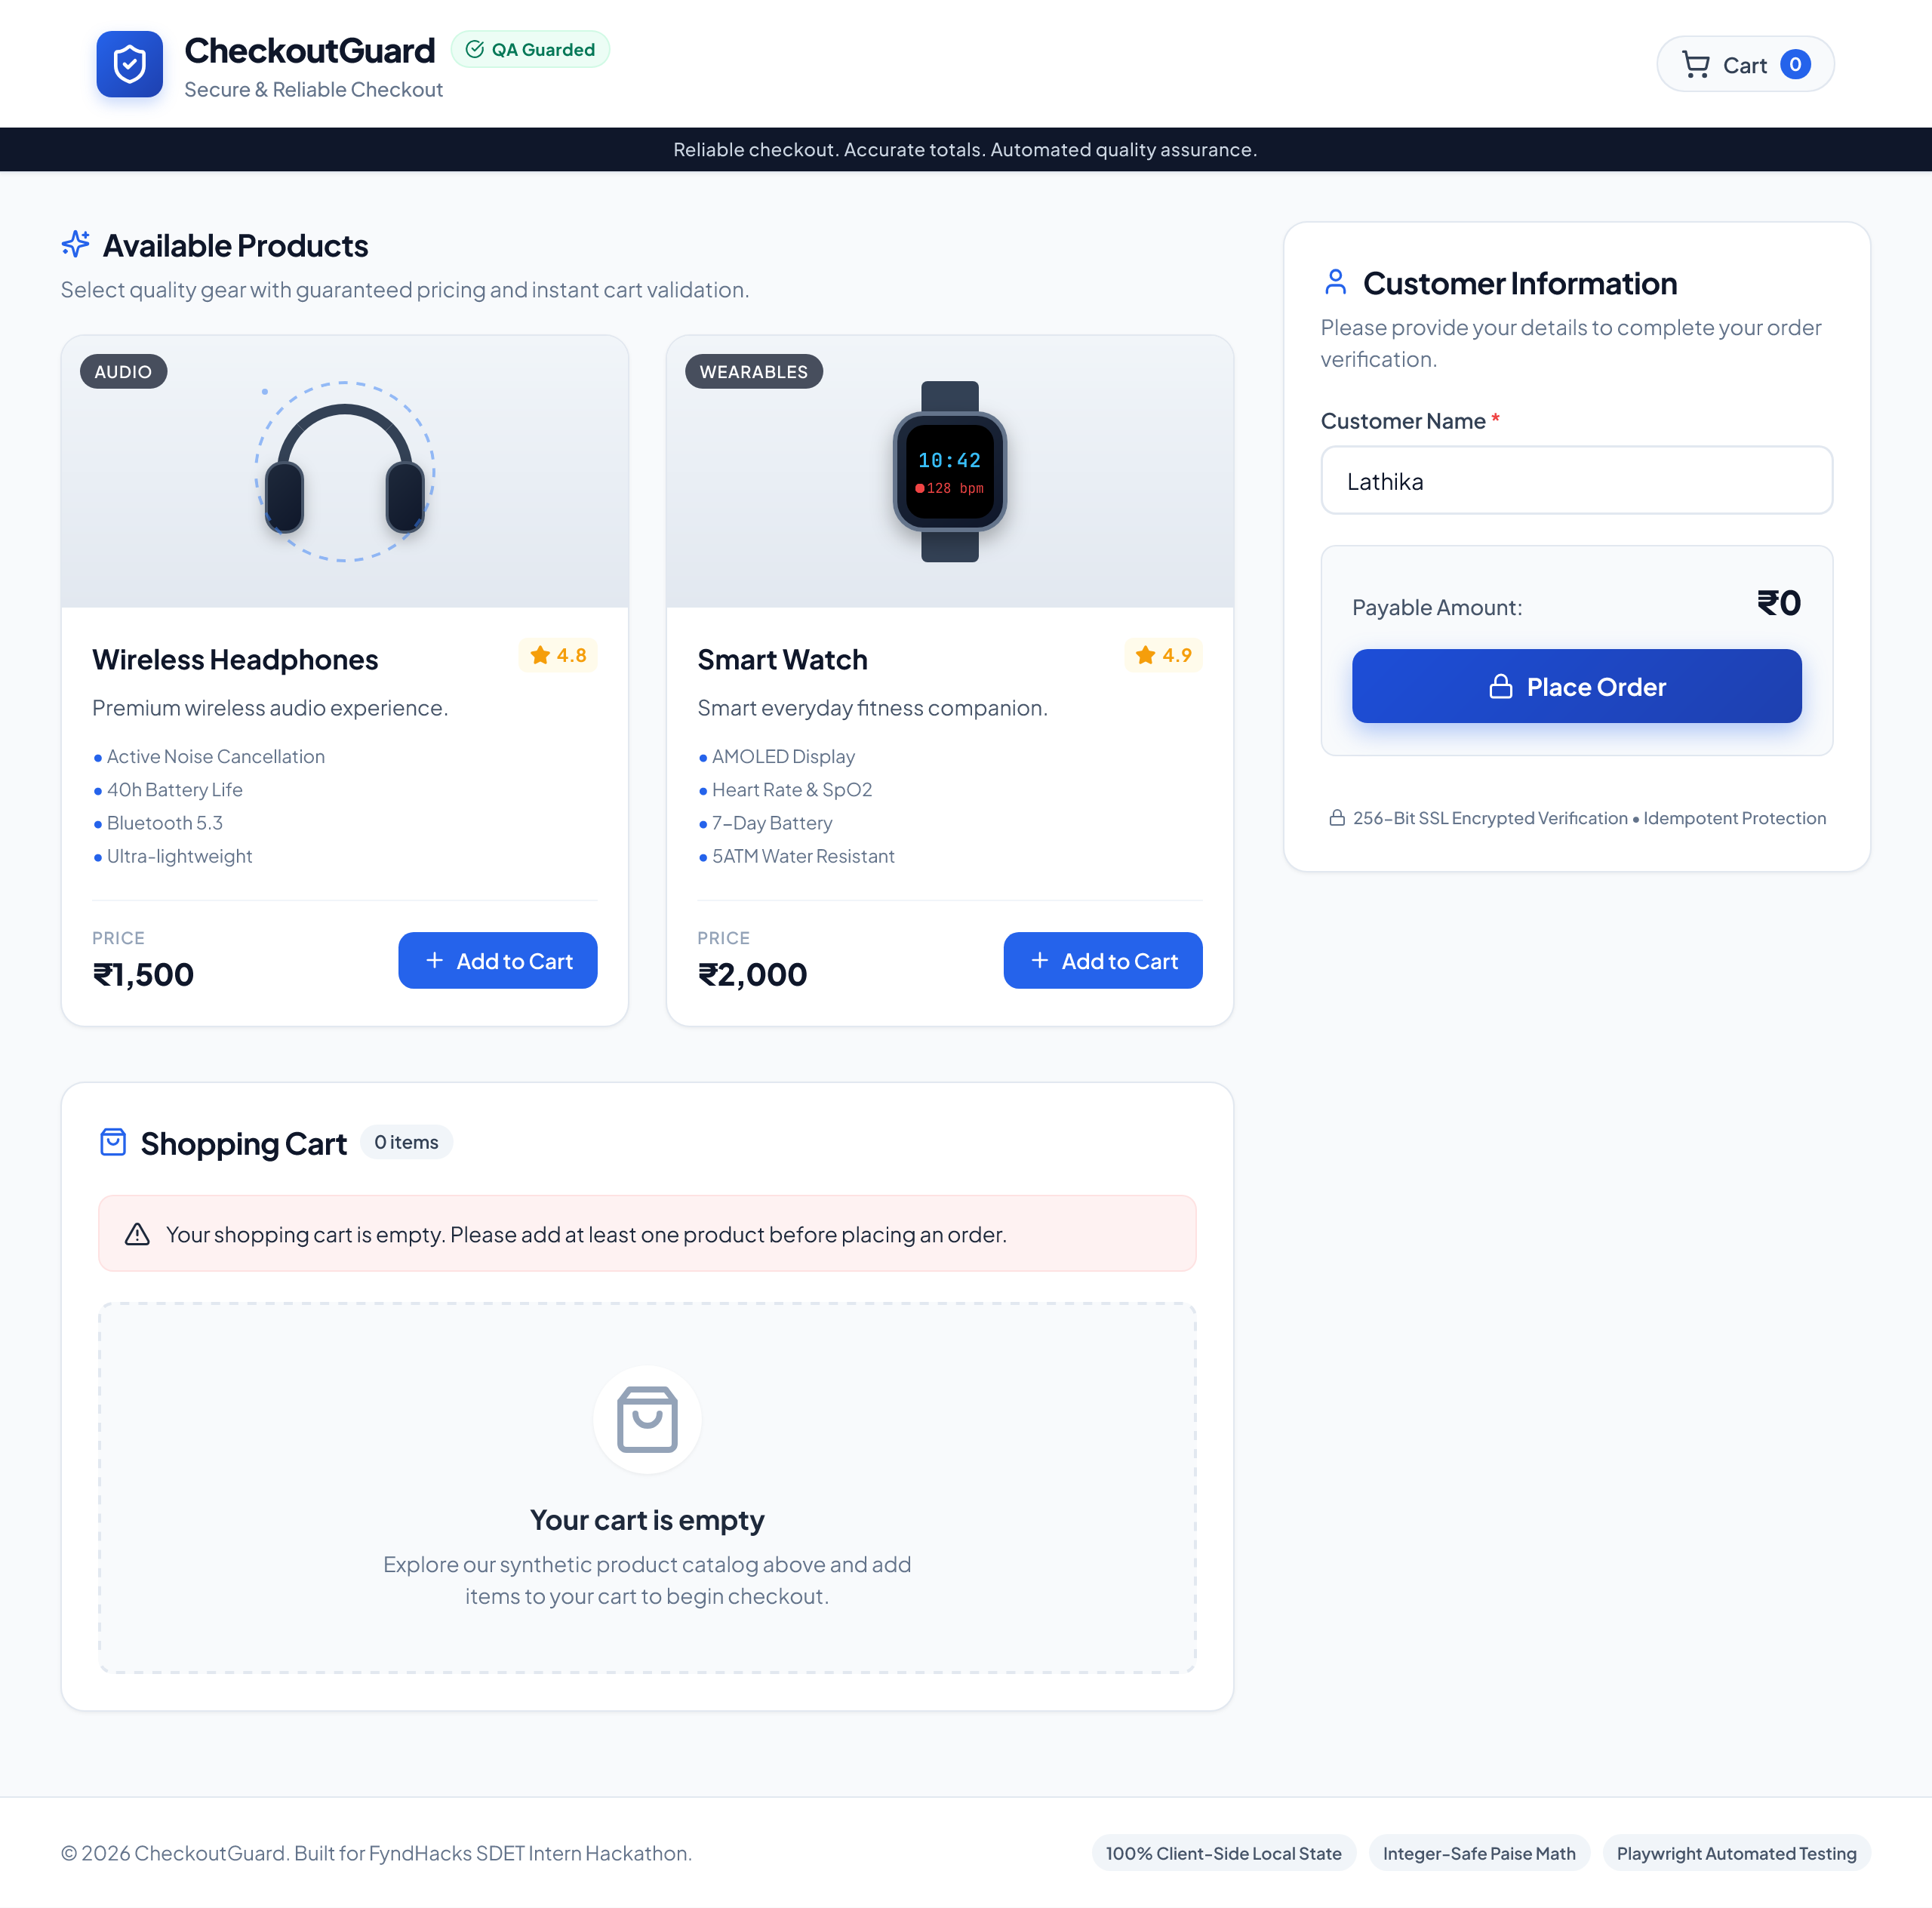 CheckoutGuard
QA Guarded
Secure & Reliable Checkout
Cart 0
Reliable checkout. Accurate totals. Automated quality assurance.
Available Products
Select quality gear with guaranteed pricing and instant cart validation.
AUDIO
Wireless Headphones
4.8
Premium wireless audio experience.
• Active Noise Cancellation
• 40h Battery Life
• Bluetooth 5.3
• Ultra-lightweight
PRICE
₹1,500
+ Add to Cart
WEARABLES
10:42
128 bpm
Smart Watch
4.9
Smart everyday fitness companion.
• AMOLED Display
• Heart Rate & SpO2
• 7-Day Battery
• 5ATM Water Resistant
PRICE
₹2,000
+ Add to Cart
Customer Information
Please provide your details to complete your order
verification.
Customer Name *
Lathika
Payable Amount: ₹0
Place Order
256-Bit SSL Encrypted Verification • Idempotent Protection
Shopping Cart 0 items
Your shopping cart is empty. Please add at least one product before placing an order.
Your cart is empty
Explore our synthetic product catalog above and add
items to your cart to begin checkout.
© 2026 CheckoutGuard. Built for FyndHacks SDET Intern Hackathon.
100% Client-Side Local State
Integer-Safe Paise Math
Playwright Automated Testing